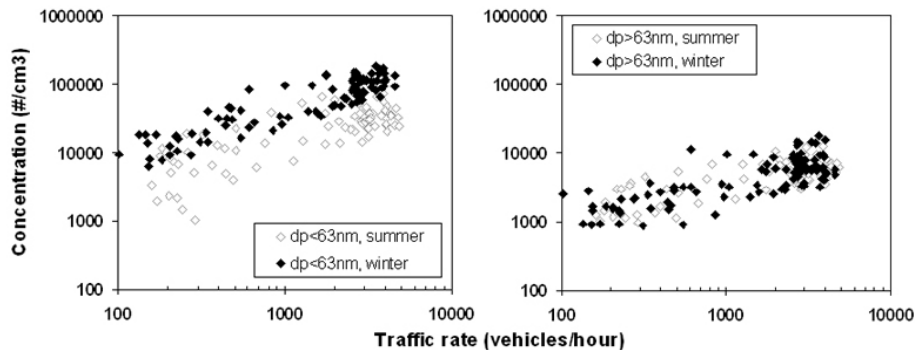 Concentration (#/cm3)
1000000
100000
10000
1000
100
100
1000
10000
dp<63nm, summer
dp<63nm, winter
1000000
100000
10000
1000
100
100
1000
10000
dp>63nm, summer
dp>63nm, winter
Traffic rate (vehicles/hour)